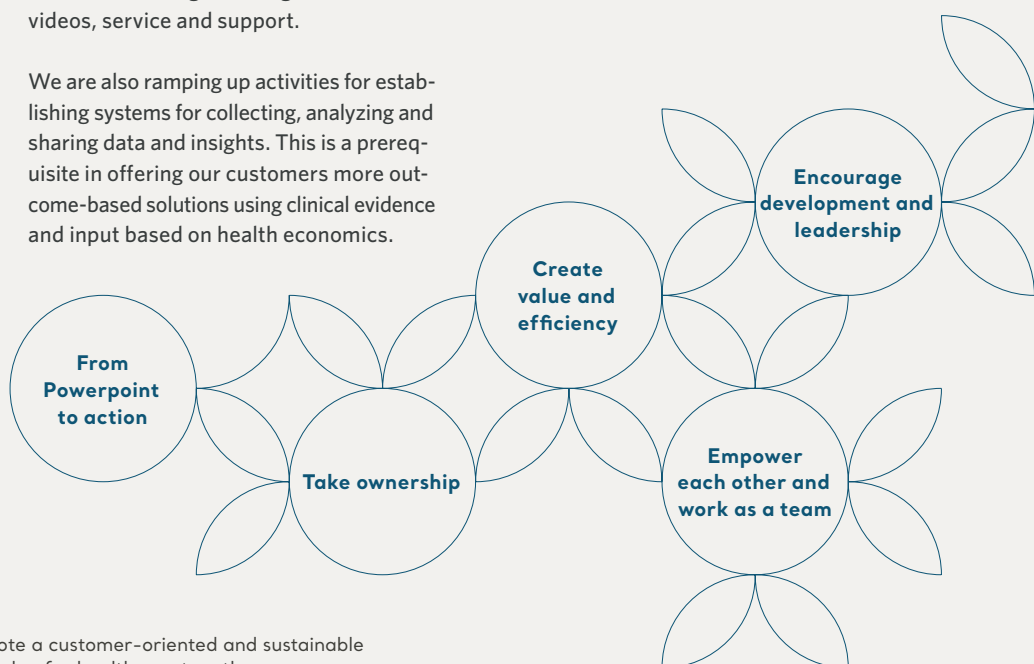 videos, service and support.
We are also ramping up activities for estab-
lishing systems for collecting, analyzing and
sharing data and insights. This is a prereq-
uisite in offering our customers more out-
come-based solutions using clinical evidence
and input based on health economics.
Encourage
development and
leadership
Create
value and
efficiency
From
Powerpoint
to action
Take ownership
Empower
each other and
work as a team
a customer-oriented and sustainable